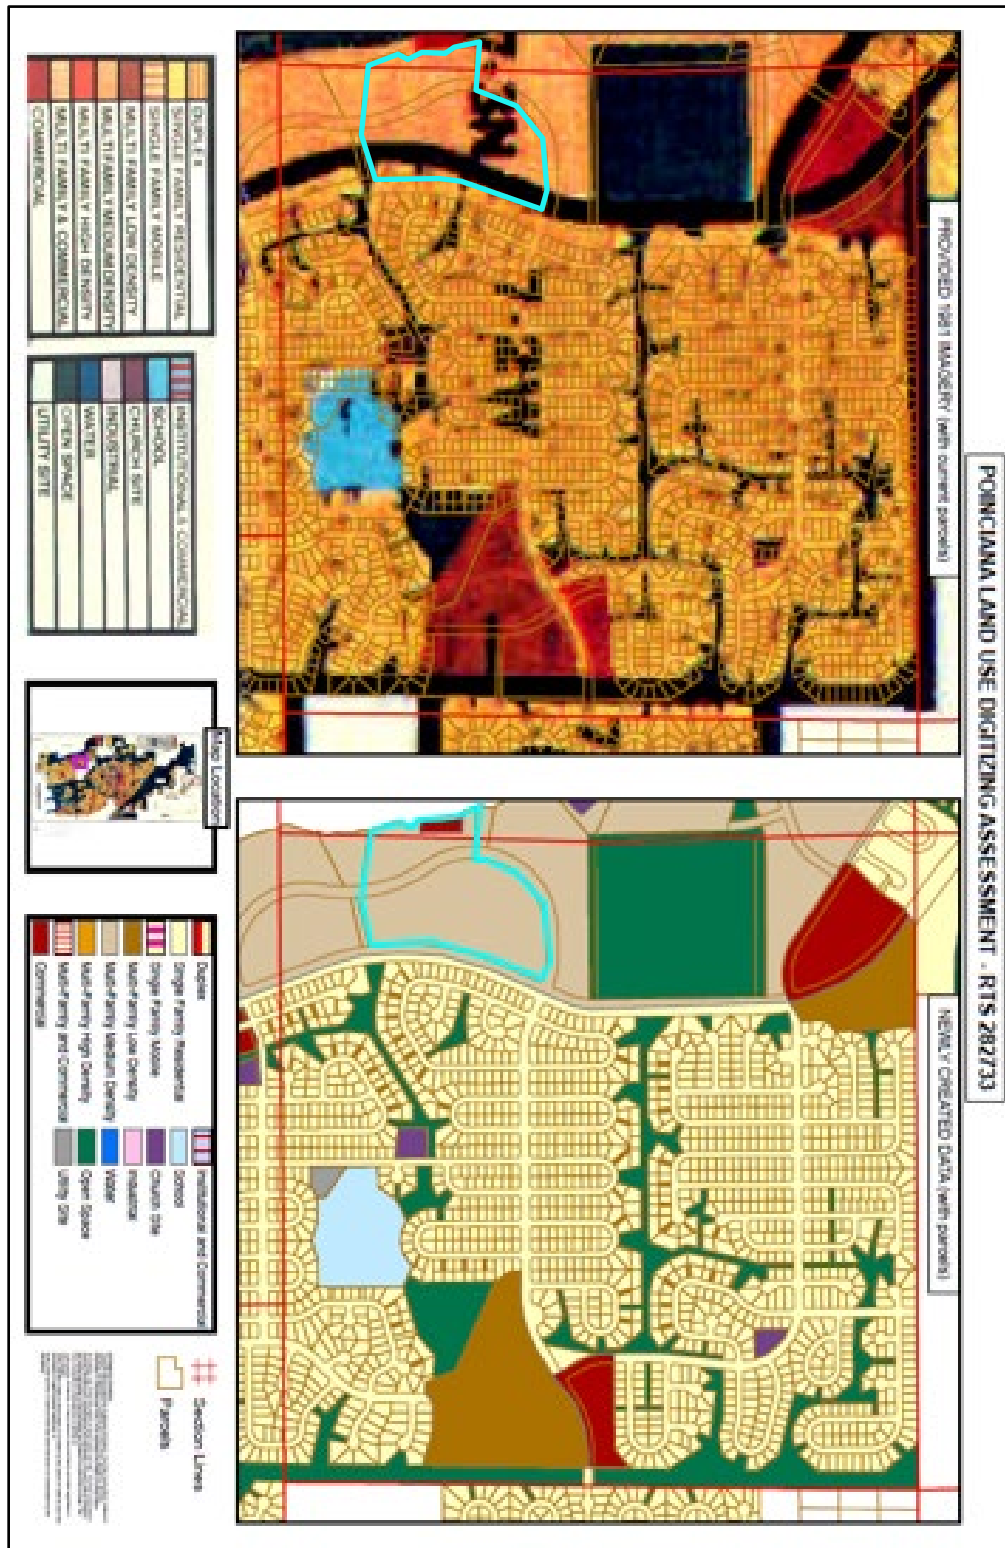 POINCIANA LAND USE DIGITIZING ASSESSMENT - RTS 282733
PROVIDED 1981 IMAGERY (with current parcels)
NEWLY CREATED DATA (with parcels)
DUPLEX
SINGLE FAMILY RESIDENTIAL
SINGLE FAMILY MOBILE
MULTI FAMILY LOW DENSITY
MULTI FAMILY MEDIUM DENSITY
MULTI FAMILY HIGH DENSITY
MULTI FAMILY & COMMERCIAL
COMMERCIAL
INSTITUTIONAL & COMMERCIAL
SCHOOL
CHURCH SITE
INDUSTRIAL
WATER
OPEN SPACE
UTILITY SITE
Map Location
Duplex
Single Family Residential
Single Family Mobile
Multi-Family Low Density
Multi-Family Medium Density
Multi-Family High Density
Multi-Family and Commercial
Commercial
Institutional and Commercial
School
Church Site
Industrial
Water
Open Space
Utility Site
Section Lines
Parcels